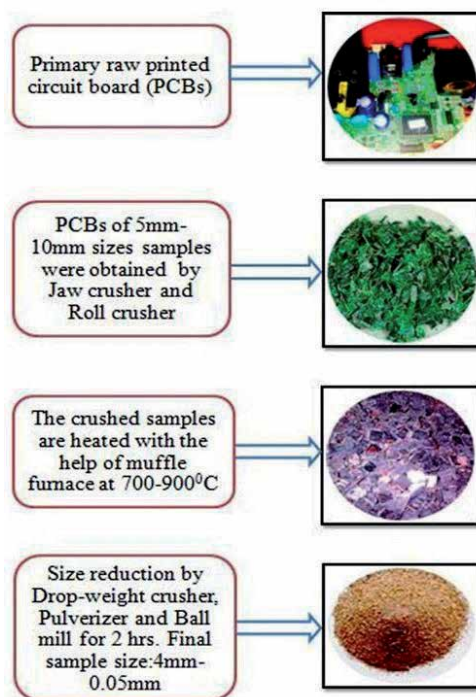 Primary raw printed
circuit board (PCBs)
PCBs of 5mm-
10mm sizes samples
were obtained by
Jaw crusher and
Roll crusher
The crushed samples
are heated with the
help of muffle
furnace at 700-900⁰C
Size reduction by
Drop-weight crusher,
Pulverizer and Ball
mill for 2 hrs. Final
sample size:4mm-
0.05mm